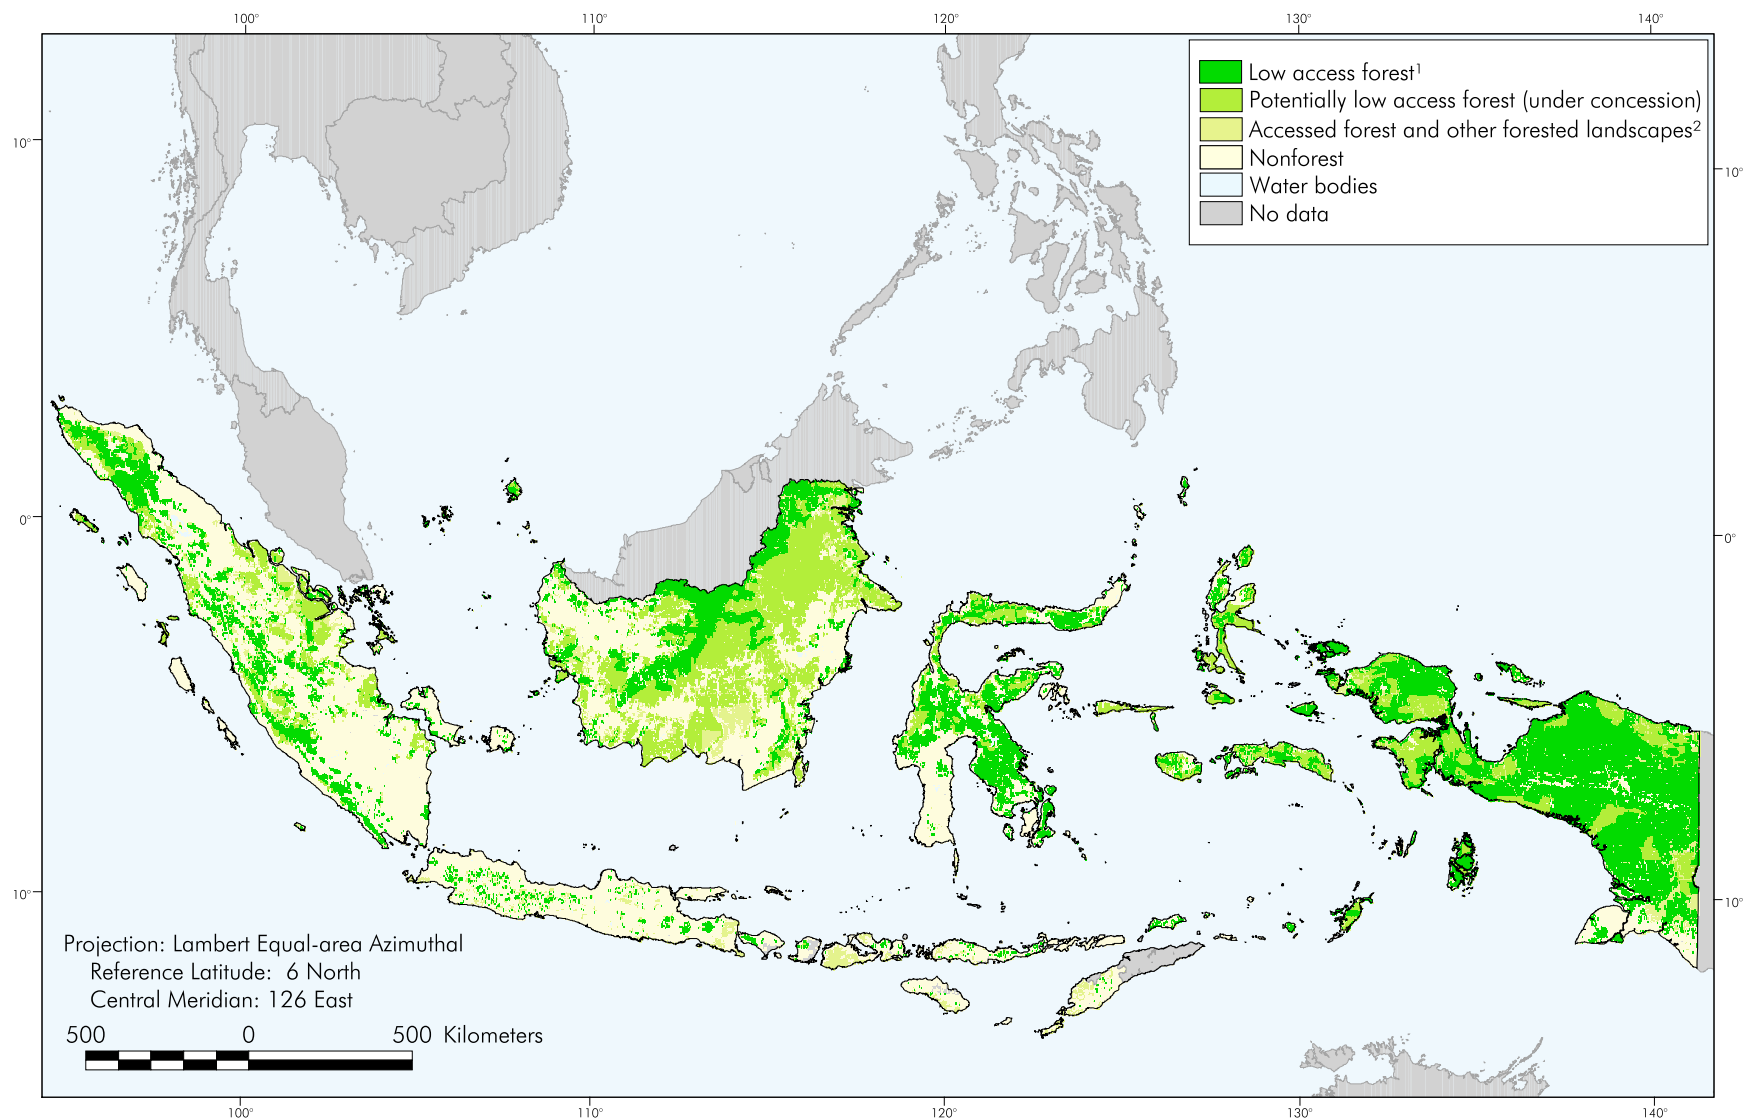 100° 110° 120° 130° 140°
Low access forest¹
Potentially low access forest (under concession)
Accessed forest and other forested landscapes²
Nonforest
Water bodies
No data
10° 10°
0° 0°
10° 10°
Projection: Lambert Equal-area Azimuthal
Reference Latitude: 6 North
Central Meridian: 126 East
500 0 500 Kilometers
100° 110° 120° 130° 140°